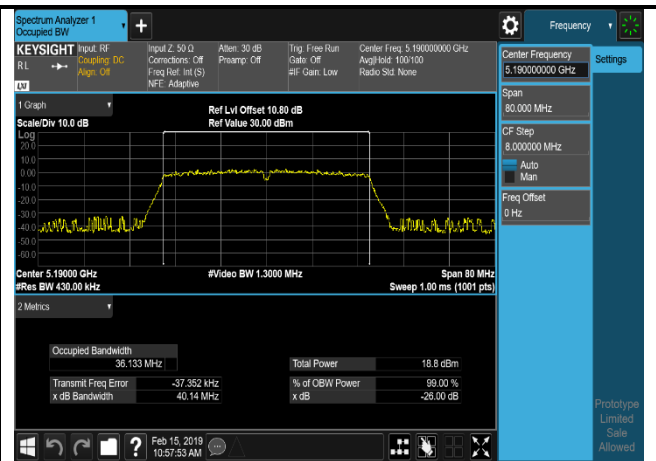 Spectrum Analyzer 1
Occupied BW
+
Frequency
KEYSIGHT
RL
Input: RF
Coupling: DC
Align: Off
Input Z: 50 Ω
Corrections: Off
Freq Ref: Int (S)
NFE: Adaptive
Atten: 30 dB
Preamp: Off
Trig: Free Run
Gate: Off
#IF Gain: Low
Center Freq: 5.190000000 GHz
Avg|Hold: 100/100
Radio Std: None
Center Frequency
5.190000000 GHz
Settings
Span
80.000 MHz
CF Step
8.000000 MHz
Auto
Man
Freq Offset
0 Hz
1 Graph
Scale/Div 10.0 dB
Ref Lvl Offset 10.80 dB
Ref Value 30.00 dBm
Log
20.0
10.0
0.00
-10.0
-20.0
-30.0
-40.0
-50.0
-60.0
Center 5.19000 GHz
#Res BW 430.00 kHz
#Video BW 1.3000 MHz
Span 80 MHz
Sweep 1.00 ms (1001 pts)
2 Metrics
Occupied Bandwidth
36.133 MHz
Total Power 18.8 dBm
Transmit Freq Error -37.352 kHz
% of OBW Power 99.00 %
x dB Bandwidth 40.14 MHz
x dB -26.00 dB
Prototype
Limited
Sale
Allowed
?
Feb 15, 2019
10:57:53 AM